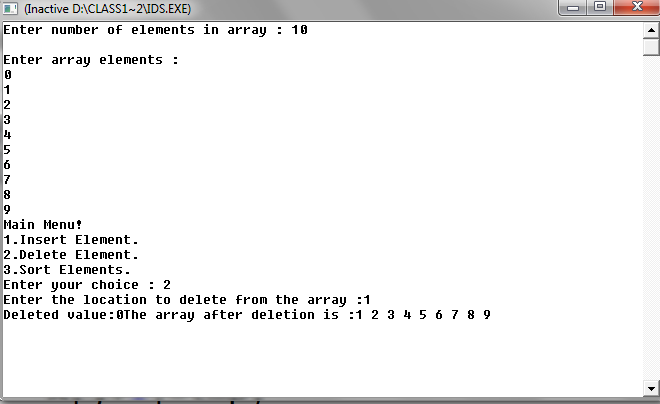 (Inactive D:\CLASS1~2\IDS.EXE)
Enter number of elements in array : 10
Enter array elements :
0
1
2
3
4
5
6
7
8
9
Main Menu!
1.Insert Element.
2.Delete Element.
3.Sort Elements.
Enter your choice : 2
Enter the location to delete from the array :1
Deleted value:0The array after deletion is :1 2 3 4 5 6 7 8 9